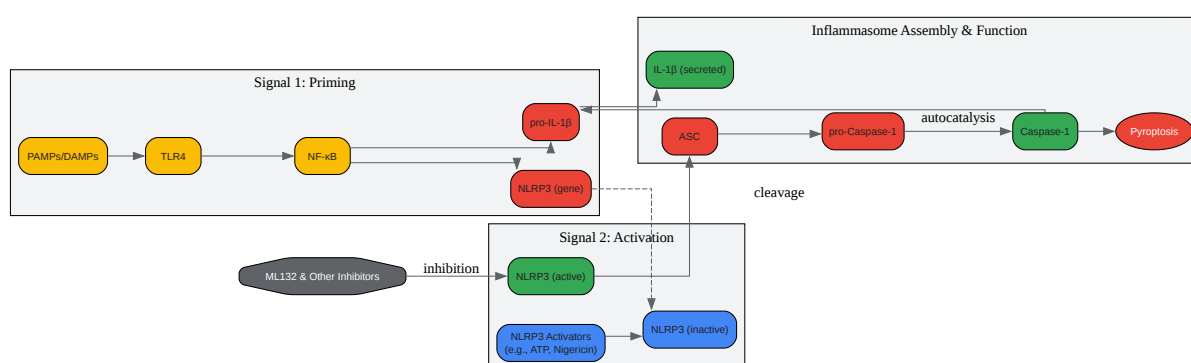 Inflammasome Assembly & Function
IL-1β (secreted)
Signal 1: Priming
pro-IL-1β
autocatalysis
PAMPs/DAMPs
TLR4
NF-κB
ASC
pro-Caspase-1
Caspase-1
Pyroptosis
NLRP3 (gene)
cleavage
Signal 2: Activation
ML132 & Other Inhibitors
inhibition
NLRP3 (active)
NLRP3 Activators
(e.g., ATP, Nigericin)
NLRP3 (inactive)